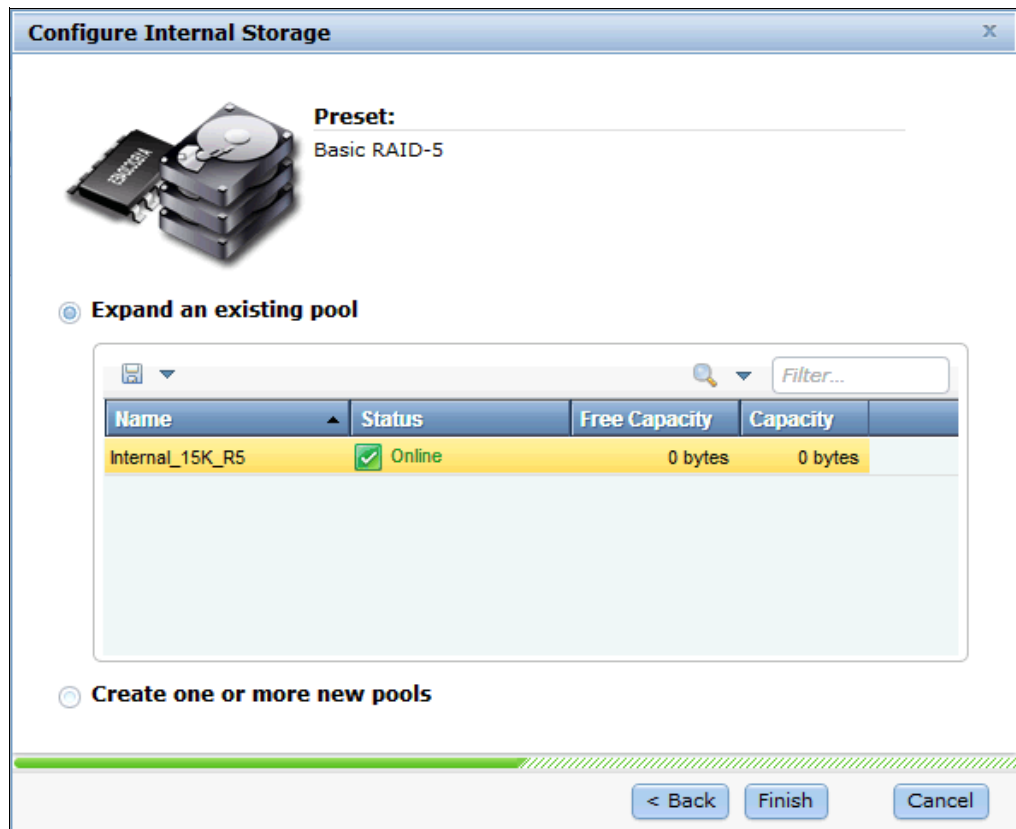 Configure Internal Storage x
Preset:
Basic RAID-5
Expand an existing pool
Filter...
Name Status Free Capacity Capacity
Internal_15K_R5 Online 0 bytes 0 bytes
Create one or more new pools
< Back Finish Cancel